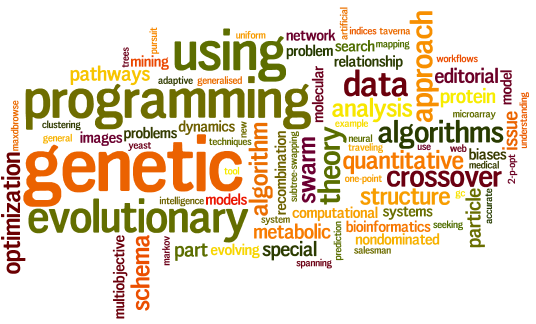 uniform
artificial
pursuit
using
network
indices
taverna
trees
mining
problem
search
mapping
approach
workflows
pathways
adaptive
generalised
relationship
molecular
data
editorial
model
programming
analysis
protein
maxdbrowse
clustering
general
images
problems
dynamics
new
techniques
yeast
microarray
issue
understanding
algorithm
recombination
subtree-swapping
swarm
theory
neural
algorithms
traveling
use
web
biases
genetic
tool
quantitative
medical
one-point
crossover
2-p-opt
optimization
intelligence
models
structure
go
accurate
particle
evolutionary
system
computational
systems
metabolic
example
bioinformatics
seeking
multiobjective
schema
markov
part
evolving
special
spanning
prediction
nondominated
salesman